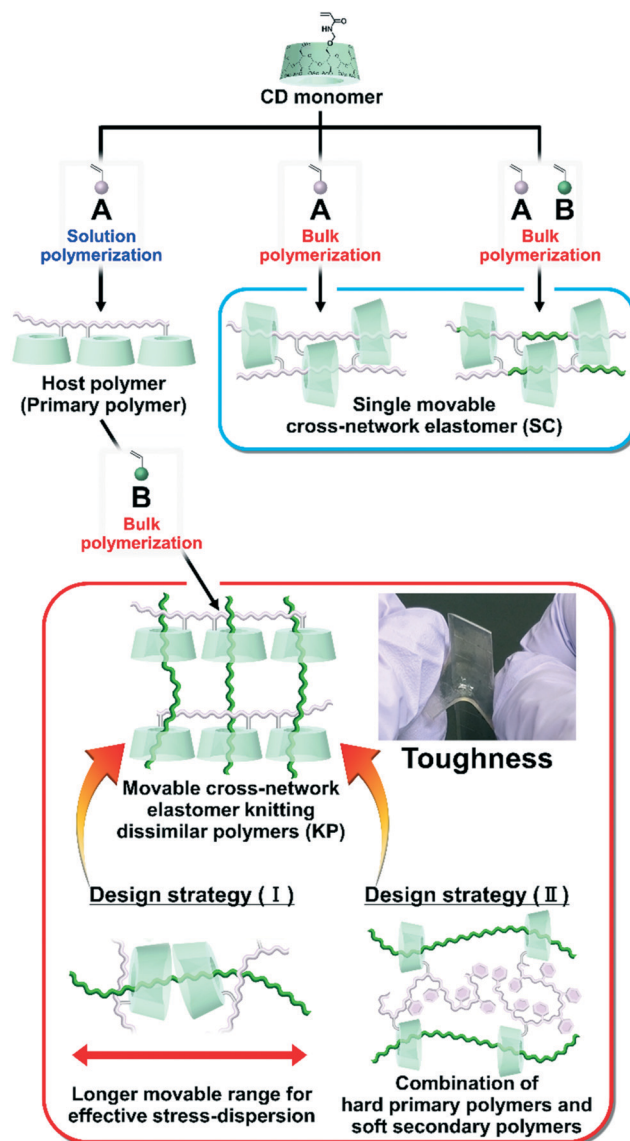 O
HN
O
CD monomer
A
Solution
polymerization
A
Bulk
polymerization
A B
Bulk
polymerization
Host polymer
(Primary polymer)
Single movable
cross-network elastomer (SC)
B
Bulk
polymerization
Toughness
Movable cross-network
elastomer knitting
dissimilar polymers (KP)
Design strategy (Ⅰ)
Design strategy (Ⅱ)
Longer movable range for
effective stress-dispersion
Combination of
hard primary polymers and
soft secondary polymers